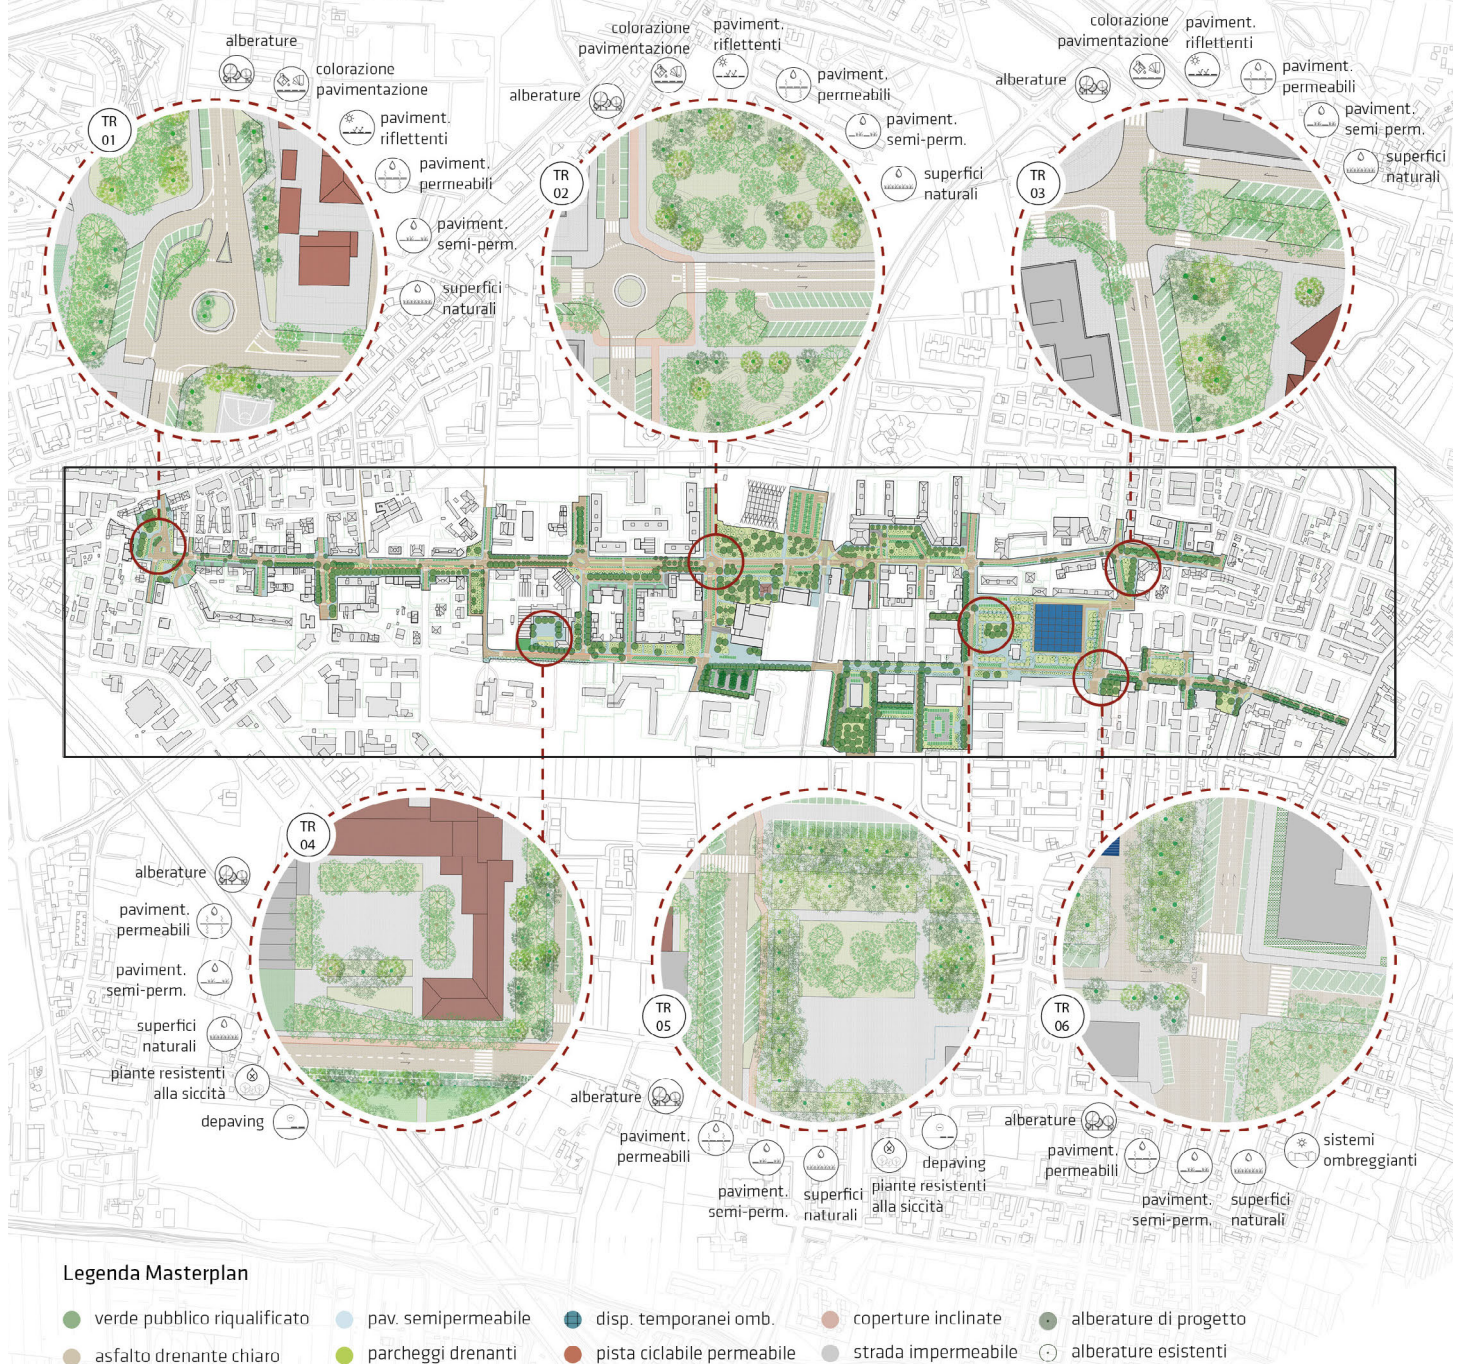 alberature
colorazione
pavimentazione
paviment.
riflettenti
paviment.
permeabili
paviment.
semi-perm.
superfici
naturali
TR
01
alberature
colorazione
pavimentazione
paviment.
riflettenti
paviment.
permeabili
paviment.
semi-perm.
superfici
naturali
TR
02
alberature
colorazione
pavimentazione
paviment.
riflettenti
paviment.
permeabili
paviment.
semi-perm.
superfici
naturali
TR
03
TR
04
alberature
paviment.
permeabili
paviment.
semi-perm.
superfici
naturali
piante resistenti
alla siccità
depaving
TR
05
alberature
paviment.
permeabili
paviment.
semi-perm.
superfici
naturali
piante resistenti
alla siccità
depaving
TR
06
alberature
paviment.
permeabili
paviment.
semi-perm.
superfici
naturali
sistemi
ombreggianti
Legenda Masterplan
verde pubblico riqualificato
pav. semipermeabile
disp. temporanei omb.
coperture inclinate
alberature di progetto
asfalto drenante chiaro
parcheggi drenanti
pista ciclabile permeabile
strada impermeabile
alberature esistenti